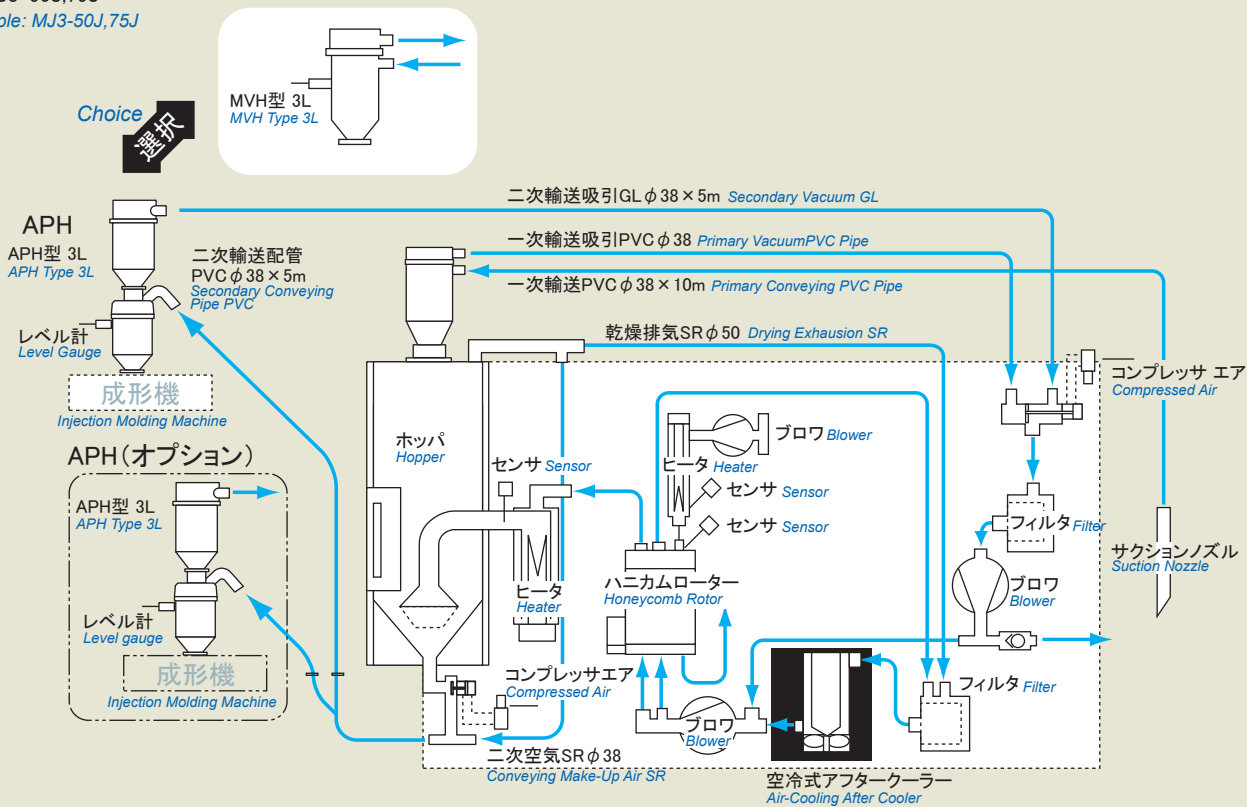 ple: MJ3-50J,75J
Choice
選択
MVH型 3L
MVH Type 3L
APH
APH型 3L
APH Type 3L
二次輸送配管
PVCφ38×5m
Secondary Conveying
Pipe PVC
レベル計
Level Gauge
成形機
Injection Molding Machine
二次輸送吸引GLφ38×5m Secondary Vacuum GL
一次輸送吸引PVCφ38 Primary VacuumPVC Pipe
一次輸送PVCφ38×10m Primary Conveying PVC Pipe
乾燥排気SRφ50 Drying Exhausion SR
コンプレッサ エア
Compressed Air
ホッパ
Hopper
センサ Sensor
ヒータ Heater
ブロワ Blower
センサ Sensor
センサ Sensor
フィルタ Filter
サクションノズル
Suction Nozzle
ハニカムローター
Honeycomb Rotor
ヒータ
Heater
ブロワ
Blower
APH(オプション)
APH型 3L
APH Type 3L
レベル計
Level gauge
成形機
Injection Molding Machine
コンプレッサエア
Compressed Air
フィルタ Filter
ブロワ
Blower
二次空気SRφ38
Conveying Make-Up Air SR
空冷式アフタークーラー
Air-Cooling After Cooler